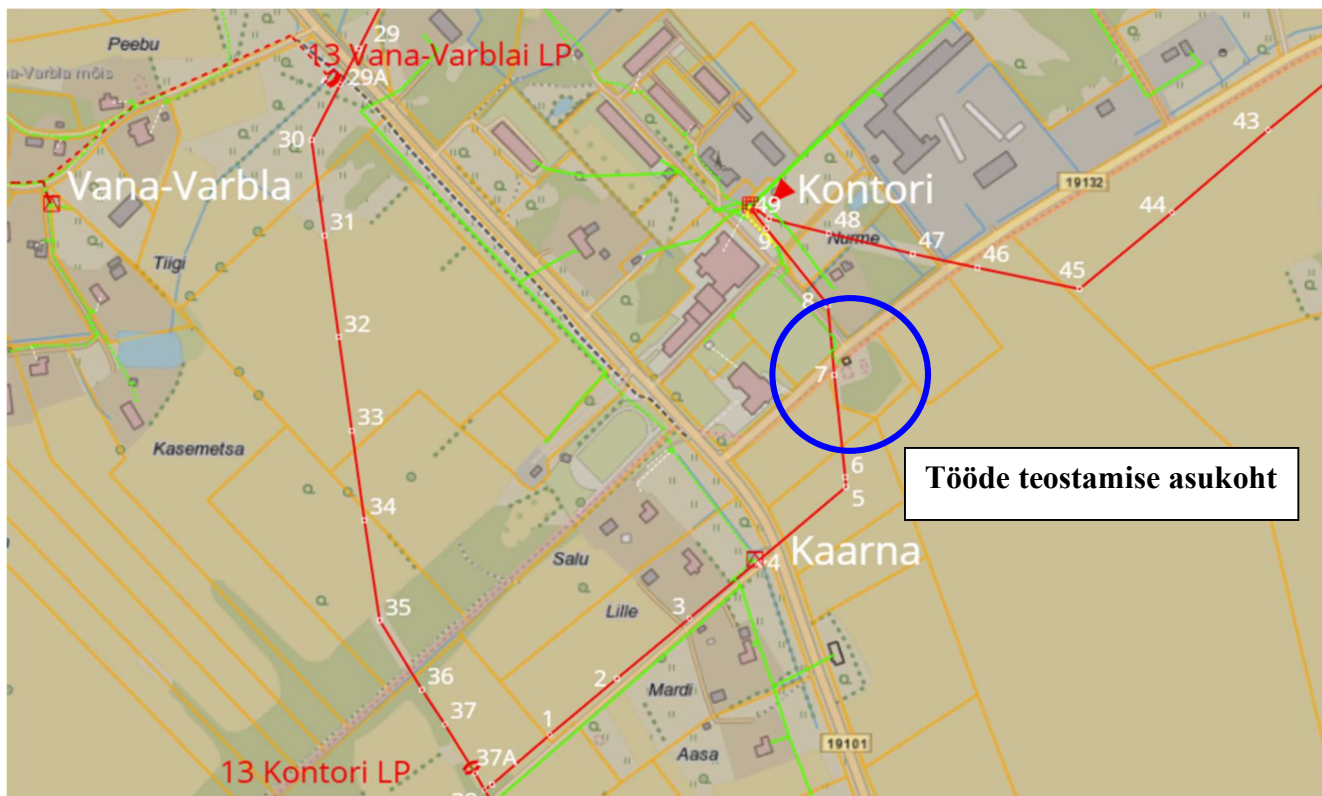 Peebu
29
13 Vana-Varblai LP
a-Varbla mõis
29A
30
43
19132
Vana-Varbla
Kontori
49
44
31
48
9
Nurme
47
46
Tiigi
45
8
32
7
33
Kasemetsa
6
Tööde teostamise asukoht
5
34
Salu
Kaarna
4
35
Lille
3
36
2
Mardi
37
1
19101
37A
Aasa
13 Kontori LP